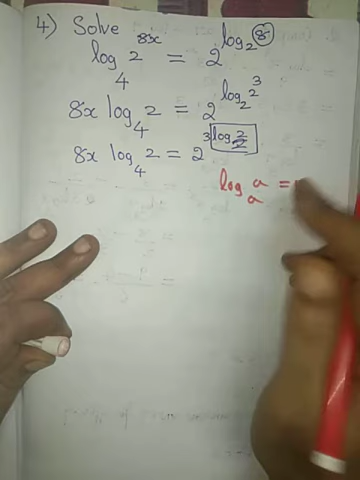 4) Solve
log₄ 2^(8x) = 2^(log₂ 8)
8x log₄ 2 = 2^(log₂ 2³)
8x log₄ 2 = 2^(3 log₂ 2)
logₐ a =